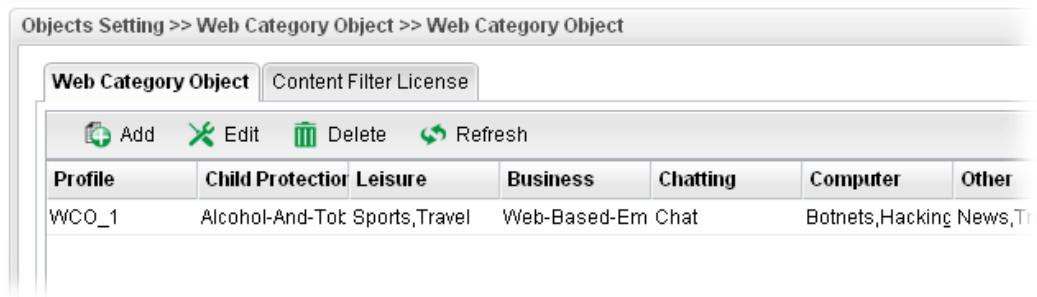 Objects Setting >> Web Category Object >> Web Category Object
Web Category Object Content Filter License
Add Edit Delete Refresh
Profile Child Protection Leisure Business Chatting Computer Other
WCO_1 Alcohol-And-Tob Sports,Travel Web-Based-Em Chat Botnets,Hacking News,Tr